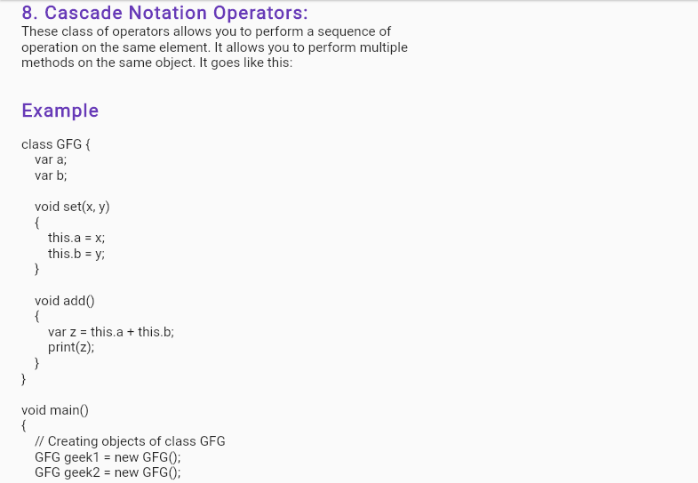 8. Cascade Notation Operators:
These class of operators allows you to perform a sequence of
operation on the same element. It allows you to perform multiple
methods on the same object. It goes like this:
Example
class GFG {
var a;
var b;
void set(x, y)
{
this.a = x;
this.b = y;
}
void add()
{
var z = this.a + this.b;
print(z);
}
}
void main()
{
// Creating objects of class GFG
GFG geek1 = new GFG();
GFG geek2 = new GFG();